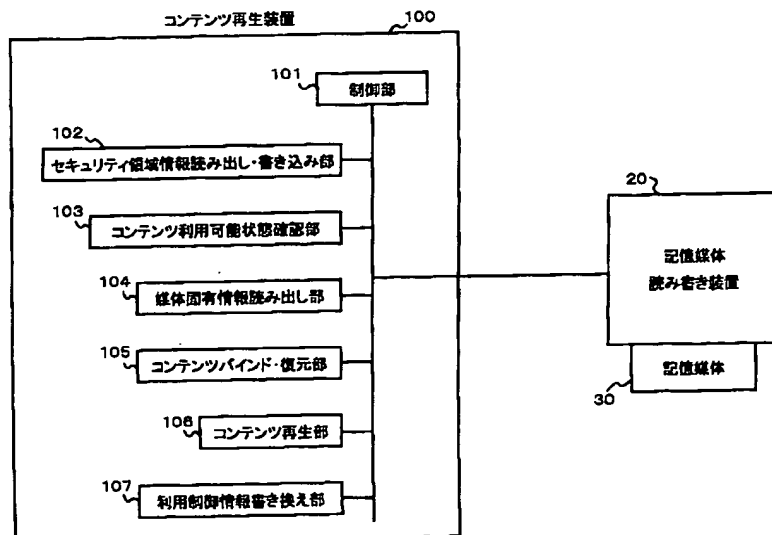 コンテンツ再生装置
100
101
制御部
102
セキュリティ領域情報読み出し・書き込み部
103
コンテンツ利用可能状態確認部
104
媒体固有情報読み出し部
105
コンテンツバインド・復元部
106
コンテンツ再生部
107
利用制御情報書き換え部
20
記憶媒体
読み書き装置
記憶媒体
30